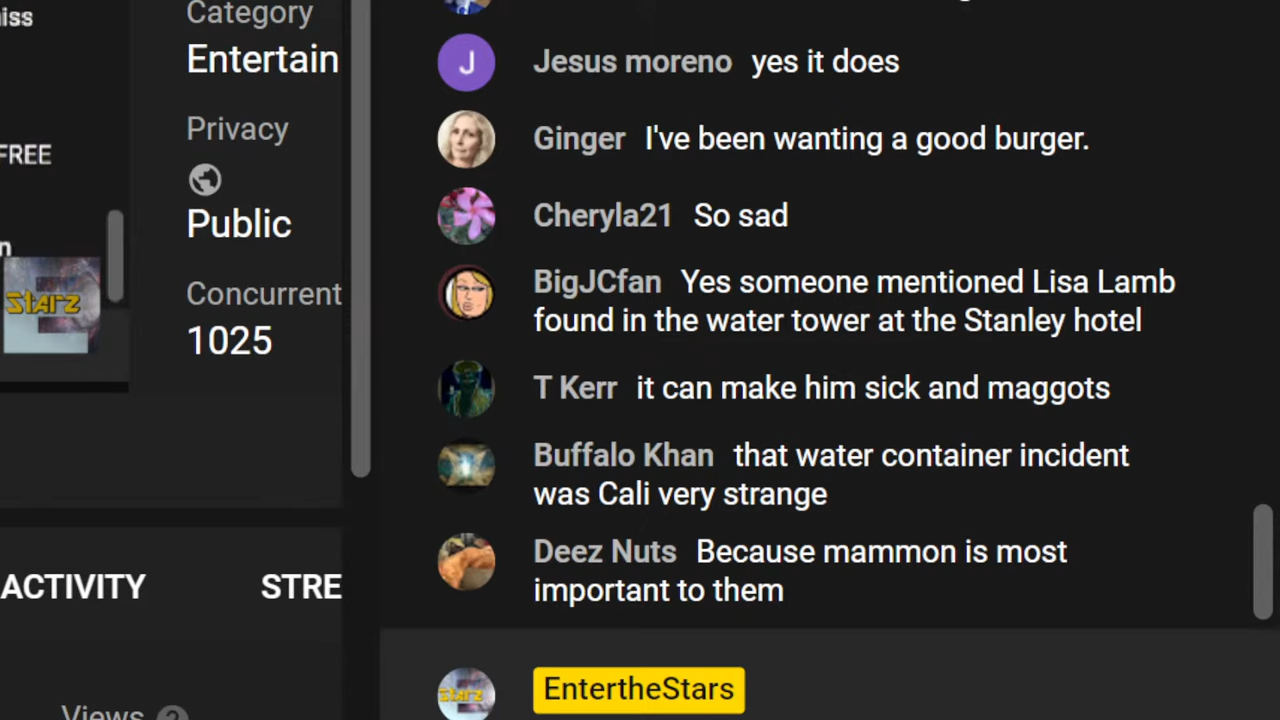 iss
Category
Entertain
Privacy
FREE
Public
n
Starz
Concurrent
1025
ACTIVITY STRE
Views ?
J Jesus moreno yes it does
Ginger I've been wanting a good burger.
Cheryla21 So sad
BigJCfan Yes someone mentioned Lisa Lamb
found in the water tower at the Stanley hotel
T Kerr it can make him sick and maggots
Buffalo Khan that water container incident
was Cali very strange
Deez Nuts Because mammon is most
important to them
Starz EntertheStars